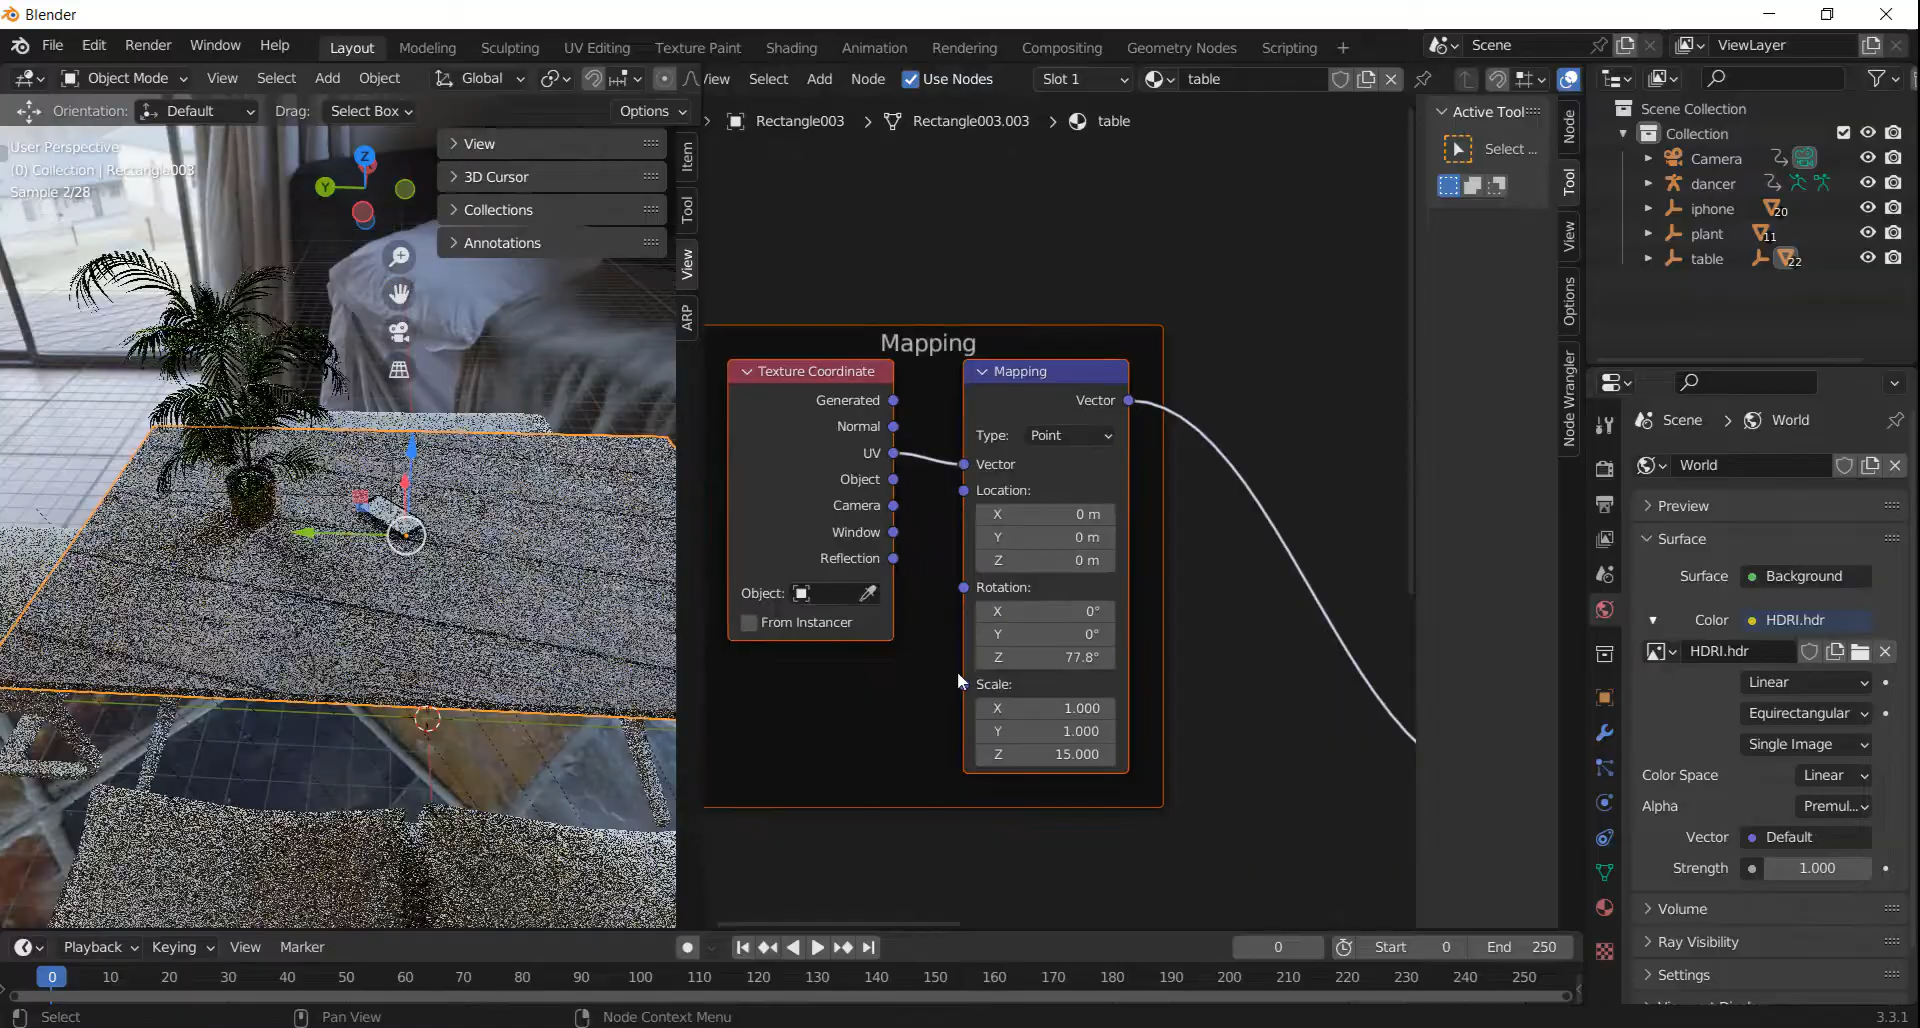 Blender
File Edit Render Window Help Layout Modeling Sculpting UV Editing Texture Paint Shading Animation Rendering Compositing Geometry Nodes Scripting + Scene ViewLayer
Object Mode View Select Add Object Global View Select Add Node Use Nodes Slot 1 table
Orientation: Default Drag: Select Box Options
Rectangle003 > Rectangle003.003 > table
Active Tool
Select ...
User Perspective
(0) Collection | Rectangle003
Sample 2/28
Z
Y
View
3D Cursor
Collections
Annotations
Item
Tool
View
ARP
Mapping
Texture Coordinate
Generated
Normal
UV
Object
Camera
Window
Reflection
Object:
From Instancer
Mapping
Vector
Type: Point
Vector
Location:
X 0 m
Y 0 m
Z 0 m
Rotation:
X 0°
Y 0°
Z 77.8°
Scale:
X 1.000
Y 1.000
Z 15.000
Node
Tool
View
Options
Node Wrangler
Scene Collection
Collection
Camera
dancer
iphone 20
plant 11
table 22
Scene > World
World
Preview
Surface
Surface Background
Color HDRI.hdr
HDRI.hdr
Linear
Equirectangular
Single Image
Color Space Linear
Alpha Premul...
Vector Default
Strength 1.000
Volume
Ray Visibility
Settings
Playback Keying View Marker 0 Start 0 End 250
0 10 20 30 40 50 60 70 80 90 100 110 120 130 140 150 160 170 180 190 200 210 220 230 240 250
Select Pan View Node Context Menu 3.3.1